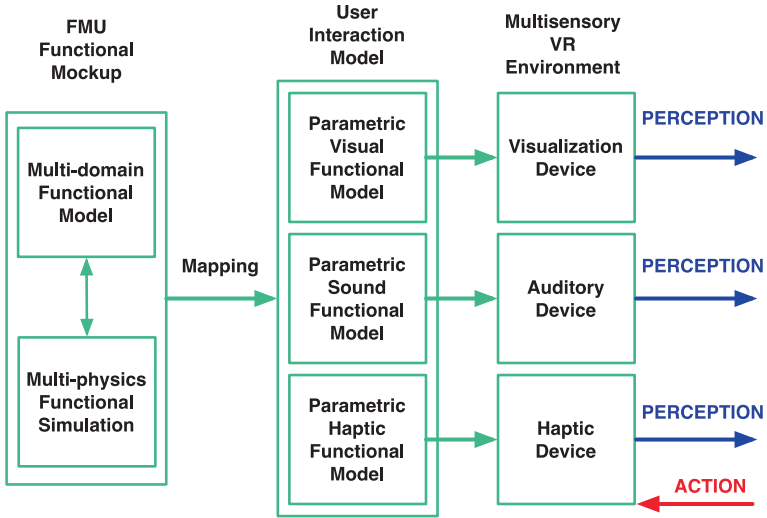 FMU
Functional
Mockup
User
Interaction
Model
Multisensory
VR
Environment
Multi-domain
Functional
Model
Multi-physics
Functional
Simulation
Mapping
Parametric
Visual
Functional
Model
Parametric
Sound
Functional
Model
Parametric
Haptic
Functional
Model
Visualization
Device
Auditory
Device
Haptic
Device
PERCEPTION
PERCEPTION
PERCEPTION
ACTION